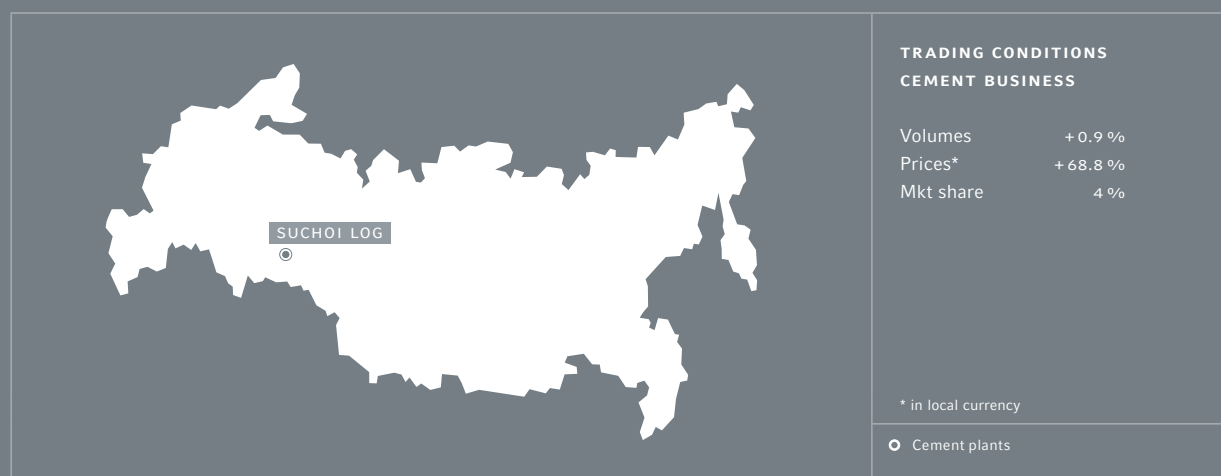 SUCHOI LOG
TRADING CONDITIONS
CEMENT BUSINESS
Volumes +0.9 %
Prices* +68.8 %
Mkt share 4 %
* in local currency
Cement plants